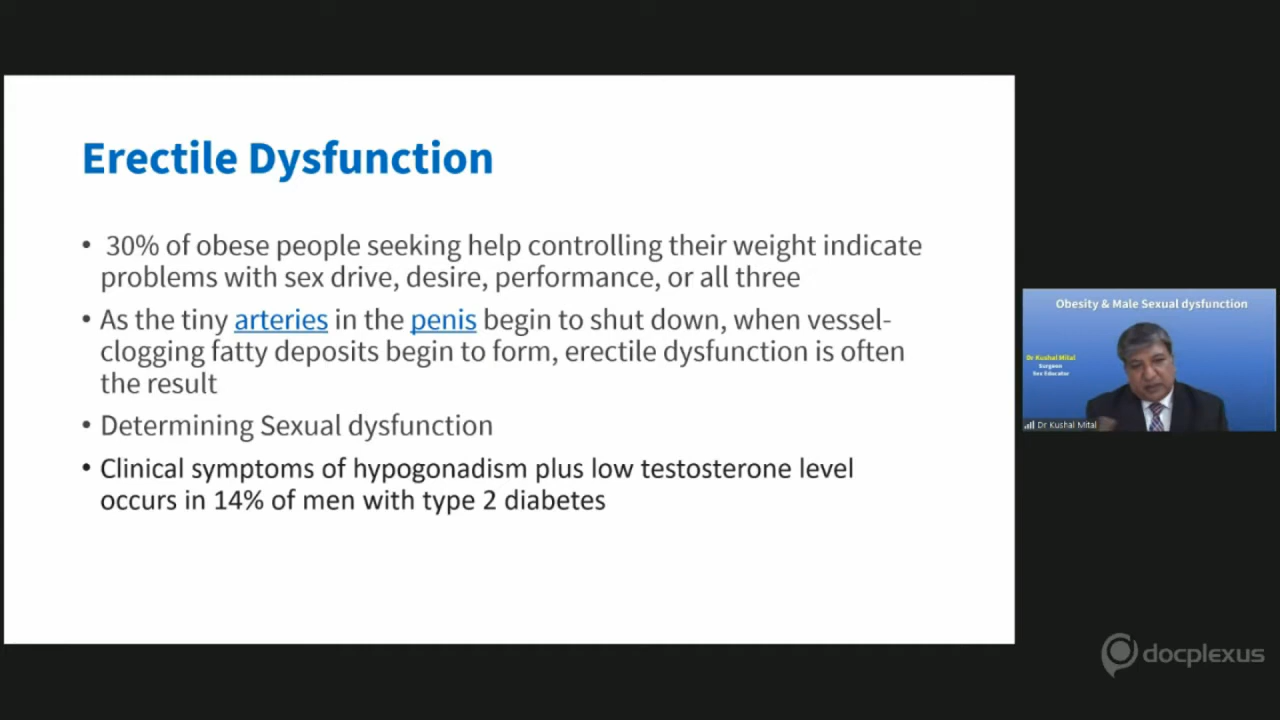 Erectile Dysfunction
• 30% of obese people seeking help controlling their weight indicate
problems with sex drive, desire, performance, or all three
• As the tiny arteries in the penis begin to shut down, when vessel-
clogging fatty deposits begin to form, erectile dysfunction is often
the result
• Determining Sexual dysfunction
• Clinical symptoms of hypogonadism plus low testosterone level
occurs in 14% of men with type 2 diabetes
Obesity & Male Sexual dysfunction
Dr Kushal Mital
Surgeon
Sex Educator
Dr Kushal Mital
docplexus